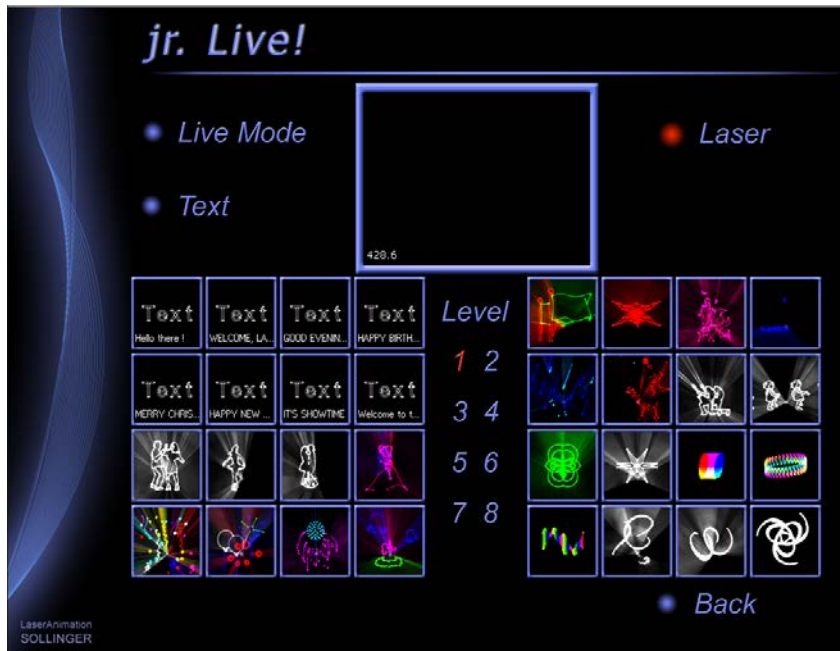 jr. Live!
Live Mode
Laser
Text
428.6
Text
Hello there !
Text
WELCOME, LA...
Text
GOOD EVENIN...
Text
HAPPY BIRTH...
Text
MERRY CHRIS...
Text
HAPPY NEW ...
Text
IT'S SHOWTIME
Text
Welcome to t...
Level
1 2
3 4
5 6
7 8
Back
LaserAnimation
SOLLINGER